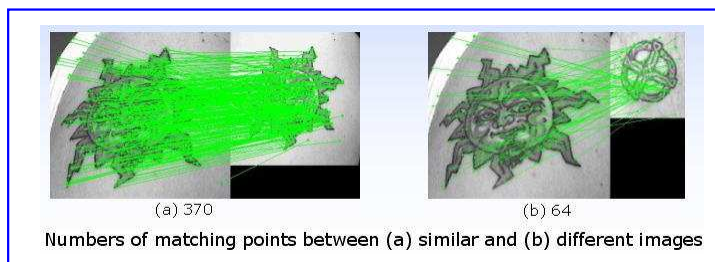 (a) 370
(b) 64
Numbers of matching points between (a) similar and (b) different images